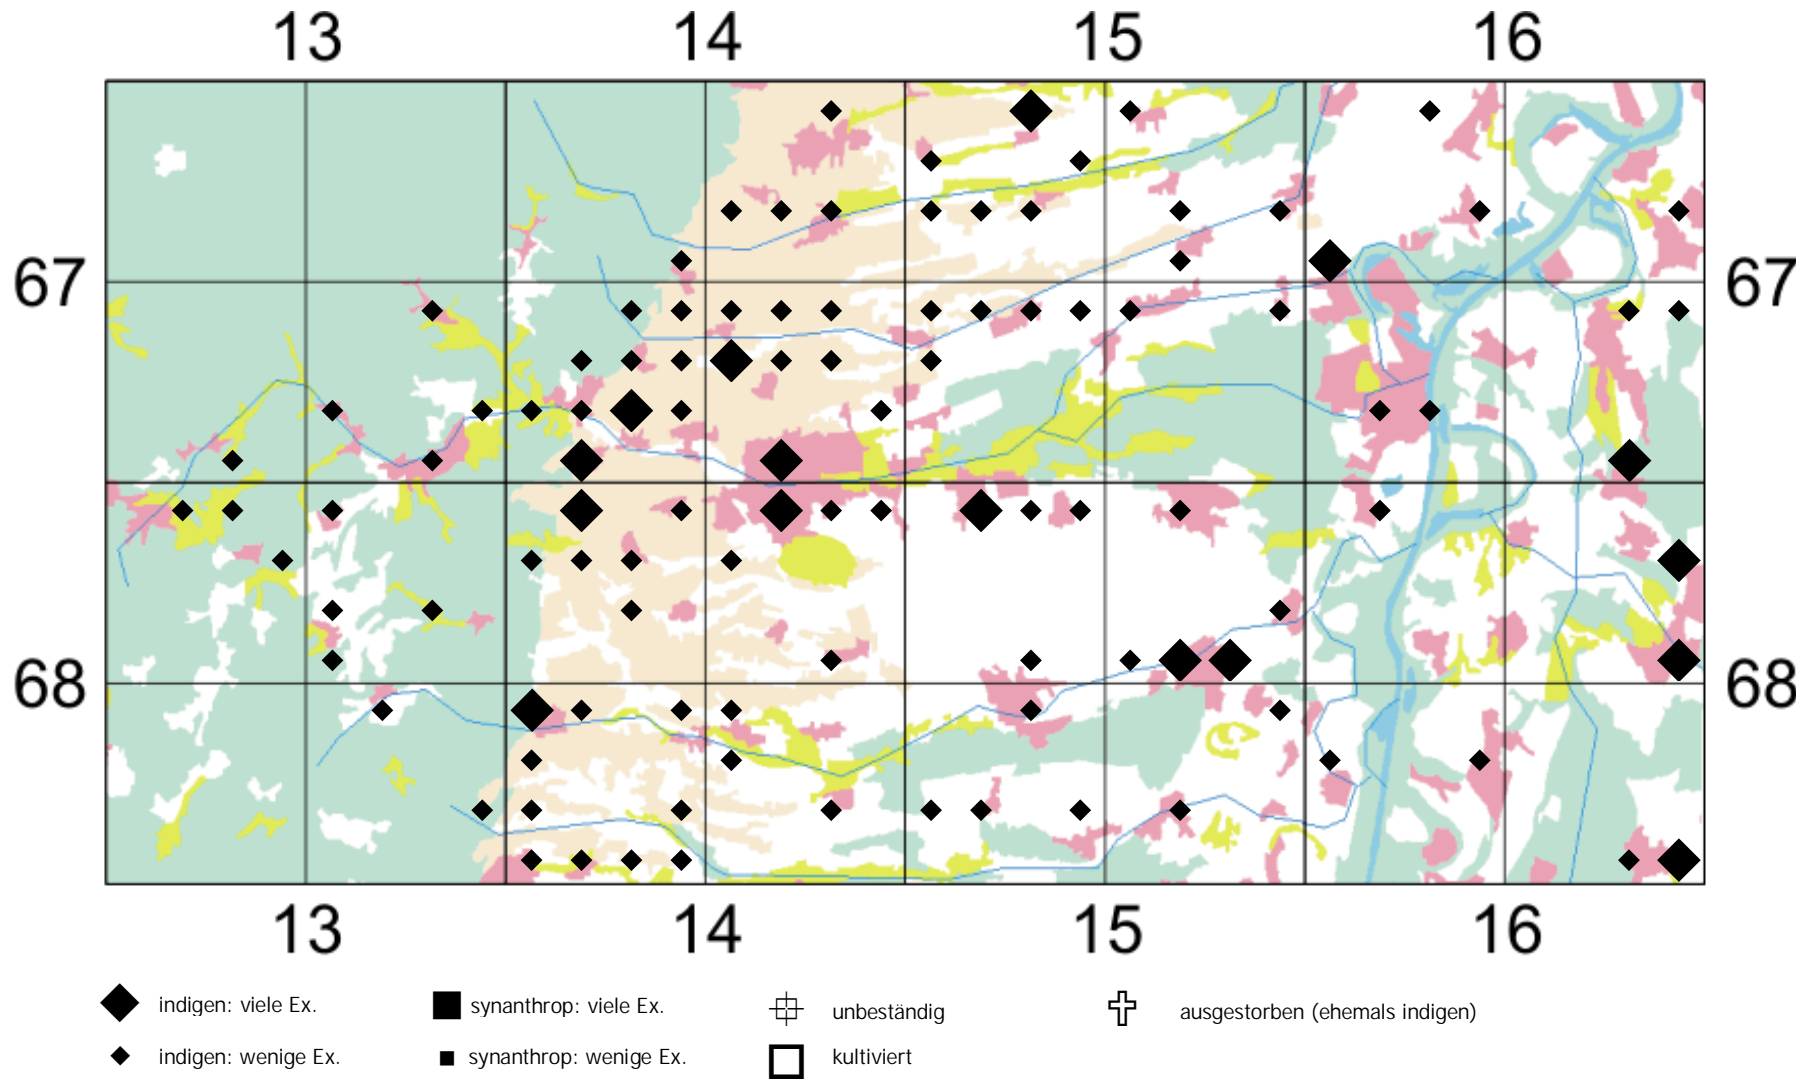 13 14 15 16
67 67
68 68
13 14 15 16
indigen: viele Ex. synanthrop: viele Ex. unbeständig ausgestorben (ehemals indigen)
indigen: wenige Ex. synanthrop: wenige Ex. kultiviert